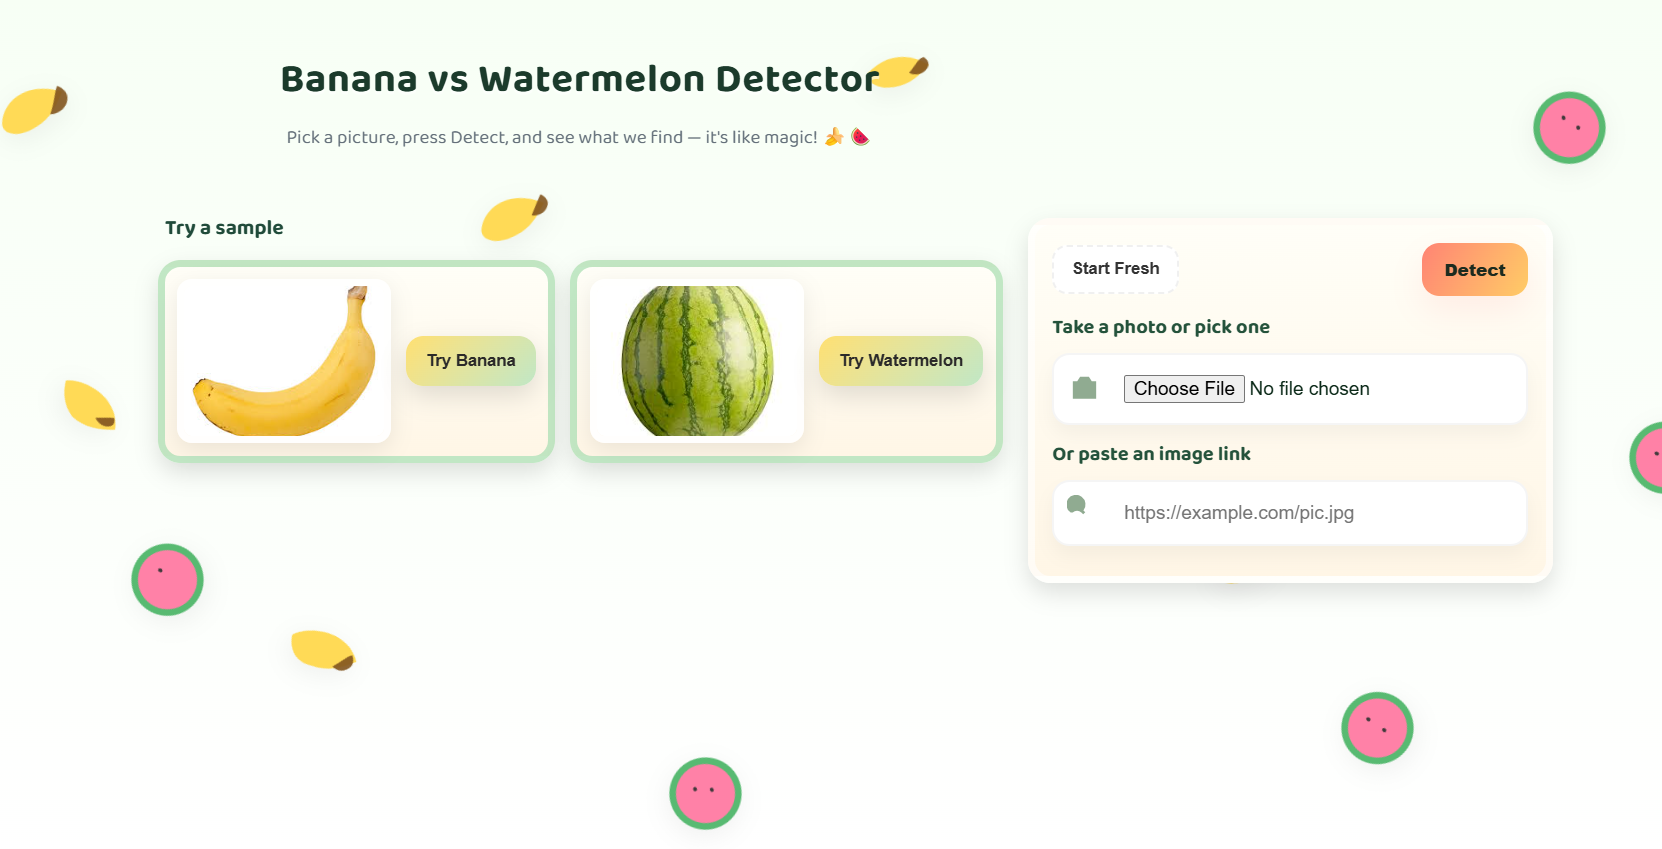 Banana vs Watermelon Detector
Pick a picture, press Detect, and see what we find — it's like magic! 🍌 🍉
Try a sample
Try Banana
Try Watermelon
Start Fresh
Detect
Take a photo or pick one
Choose File No file chosen
Or paste an image link
https://example.com/pic.jpg